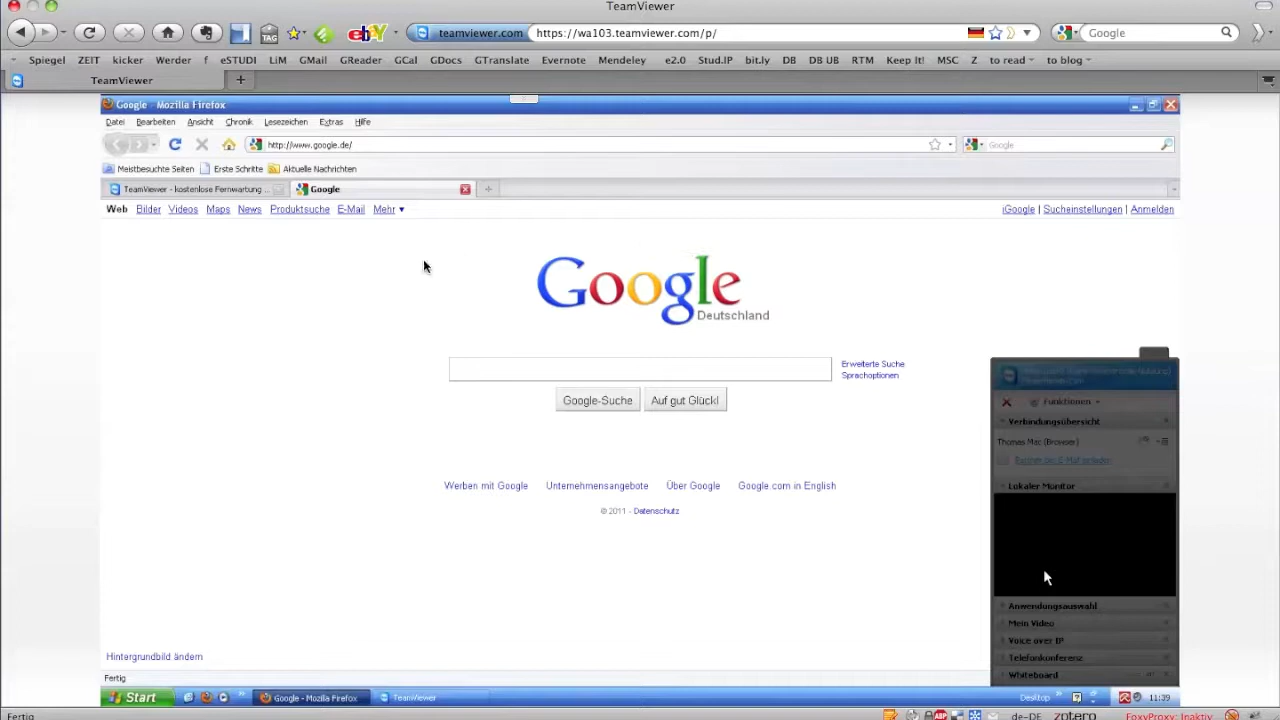 TeamViewer
ebY teamviewer.com https://wa103.teamviewer.com/p/ Google
Spiegel ZEIT kicker Werder f eSTUDI LiM GMail GReader GCal GDocs GTranslate Evernote Mendeley e2.0 Stud.IP bit.ly DB DB UB RTM Keep It! MSC Z to read to blog
TeamViewer
Google - Mozilla Firefox
Datei Bearbeiten Ansicht Chronik Lesezeichen Extras Hilfe
http://www.google.de/ Google
Meistbesuchte Seiten Erste Schritte Aktuelle Nachrichten
TeamViewer - kostenlose Fernwartung ... Google
Web Bilder Videos Maps News Produktsuche E-Mail Mehr iGoogle | Sucheinstellungen | Anmelden
Google
Deutschland
Erweiterte Suche
Sprachoptionen
Google-Suche Auf gut Glück!
Werben mit Google Unternehmensangebote Über Google Google.com in English
© 2011 - Datenschutz
Hintergrundbild ändern
Fertig
Funktionen
Verbindungsübersicht
Thomas Mac (Browser)
Lokaler Monitor
Anwendungsauswahl
Mein Video
Voice over IP
Telefonkonferenz
Whiteboard
Start Google - Mozilla Firefox TeamViewer Desktop 11:39
Fertig de-DE zotero FoxyProxy: Inaktiv